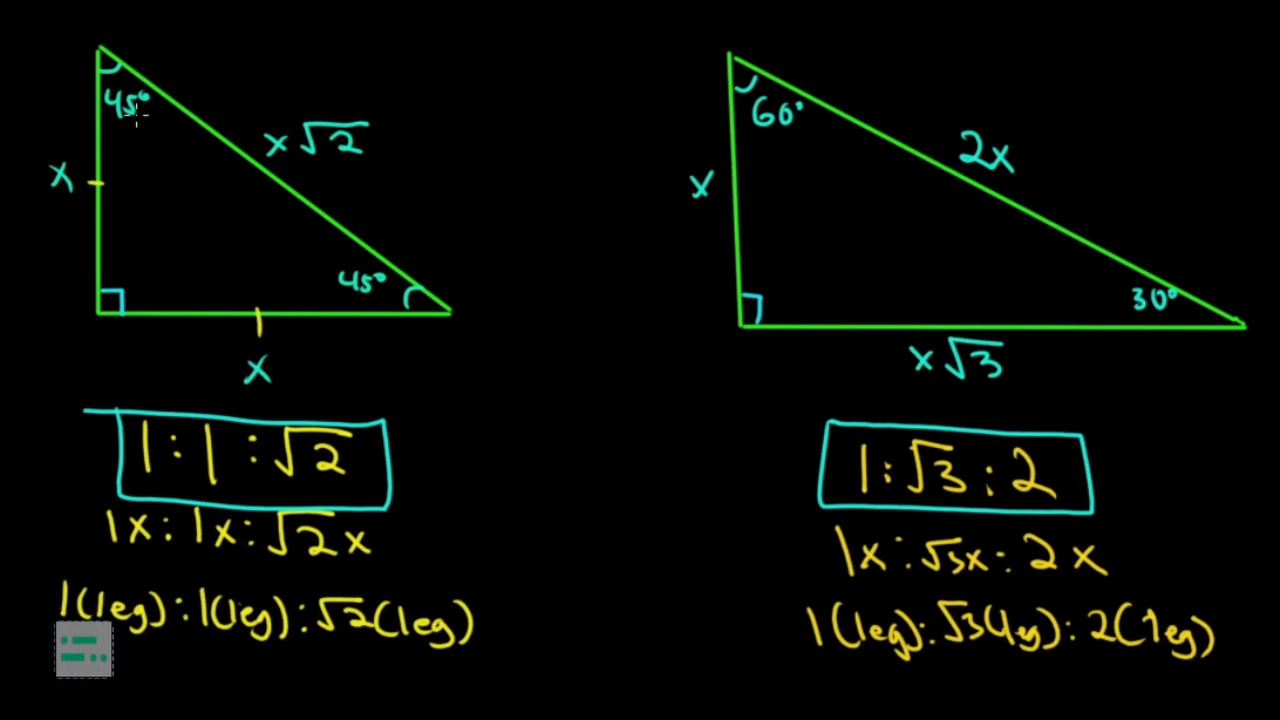 45°
x
x√2
45°
x
1 : 1 : √2
1x : 1x : √2 x
1(leg) : 1(leg) : √2(leg)
60°
x
2x
30°
x√3
1 : √3 : 2
1x : √3x : 2x
1(leg) : √3(leg) : 2(leg)